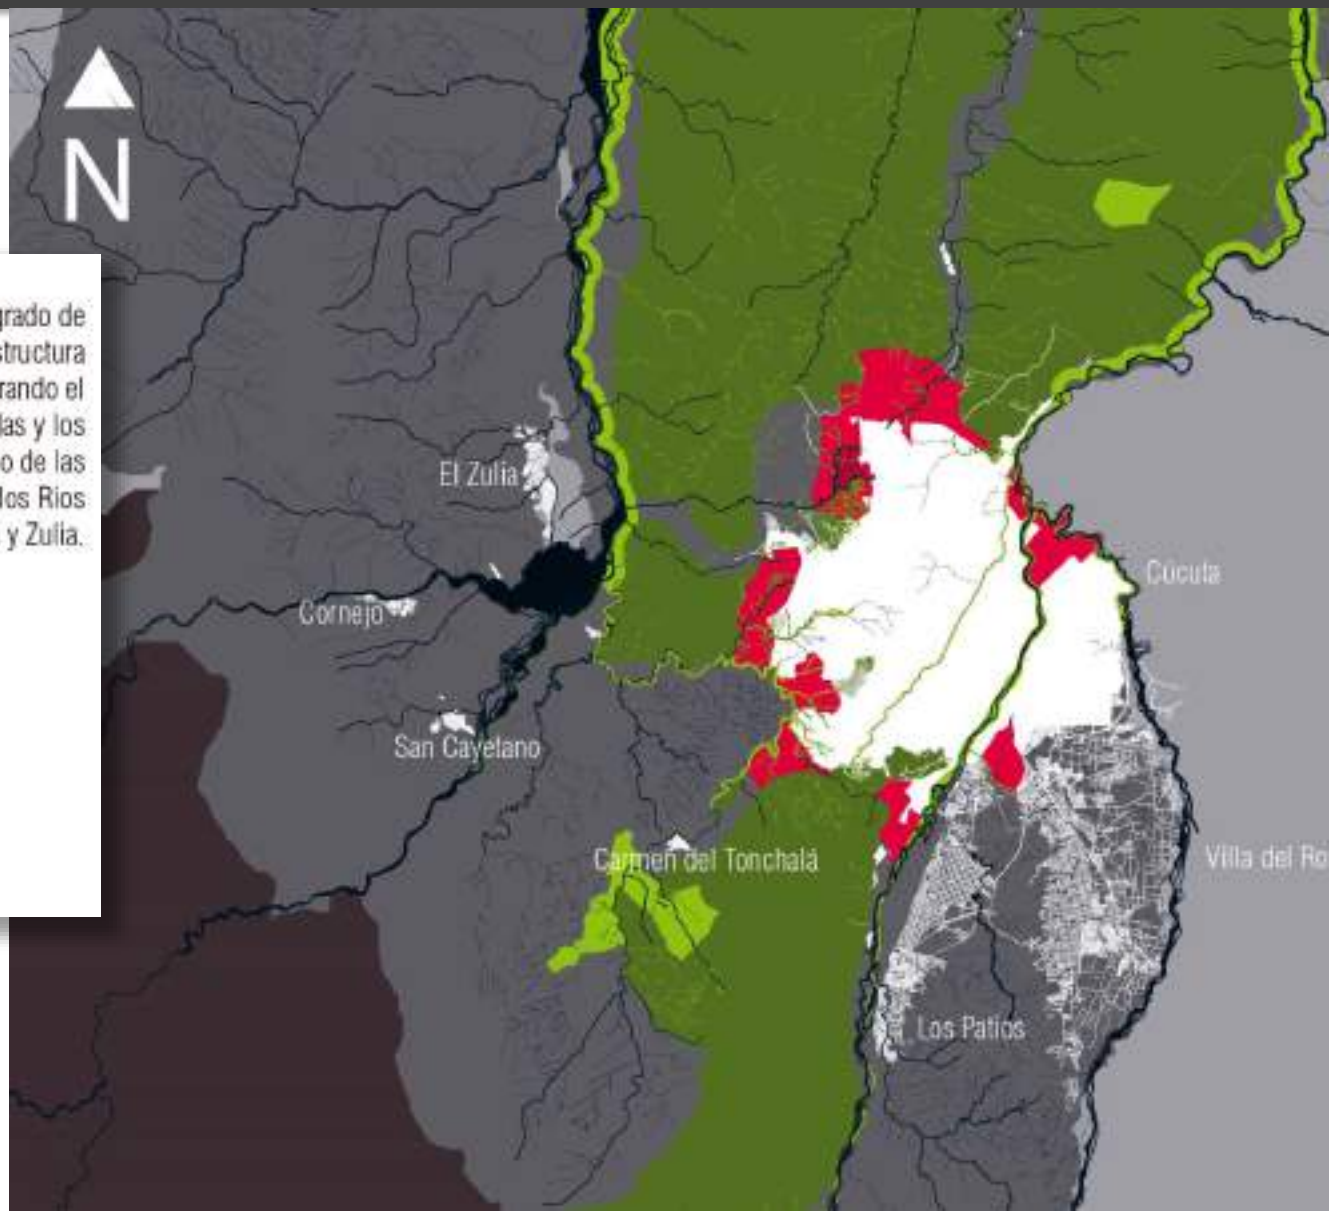 N
grado de
structura
rando el
las y los
o de las
los Rios
y Zulia.
El Zulia
Cornejo
San Cayetano
Carmen del Tonchalá
Cúcuta
Villa del Ro
Los Patios